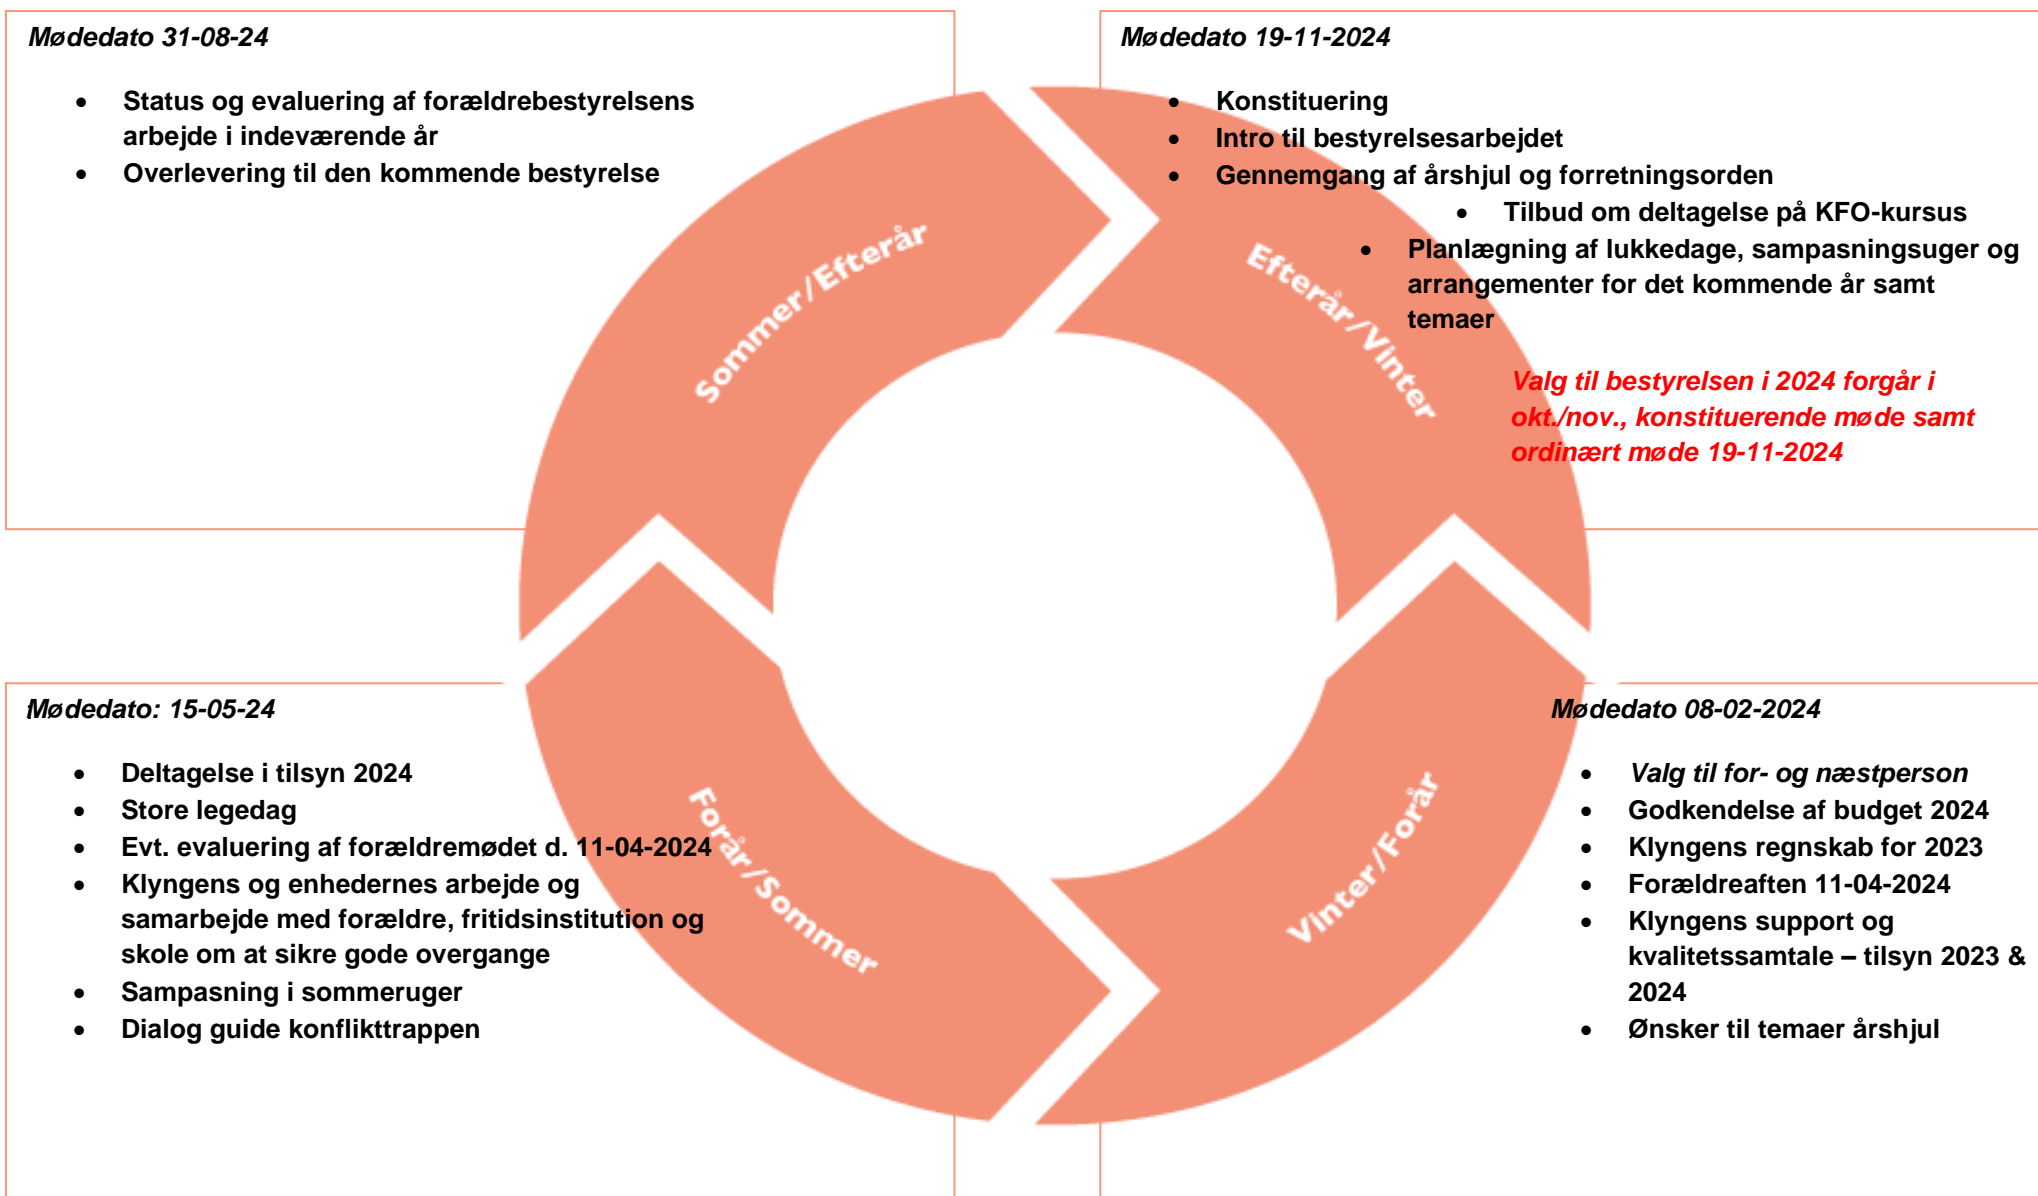 Mødedato 31-08-24
• Status og evaluering af forældrebestyrelsens
arbejde i indeværende år
• Overlevering til den kommende bestyrelse
Mødedato 19-11-2024
• Konstituering
• Intro til bestyrelsesarbejdet
• Gennemgang af årshjul og forretningsorden
• Tilbud om deltagelse på KFO-kursus
• Planlægning af lukkedage, sampasningsuger og
arrangementer for det kommende år samt
temaer
Valg til bestyrelsen i 2024 forgår i
okt./nov., konstituerende møde samt
ordinært møde 19-11-2024
Sommer/Efterår
Efterår/Vinter
Mødedato: 15-05-24
• Deltagelse i tilsyn 2024
• Store legedag
• Evt. evaluering af forældremødet d. 11-04-2024
• Klyngens og enhedernes arbejde og
samarbejde med forældre, fritidsinstitution og
skole om at sikre gode overgange
• Sampasning i sommeruger
• Dialog guide konflikttrappen
Forår/Sommer
Vinter/Forår
Mødedato 08-02-2024
• Valg til for- og næstperson
• Godkendelse af budget 2024
• Klyngens regnskab for 2023
• Forældreaften 11-04-2024
• Klyngens support og
kvalitetssamtale – tilsyn 2023 &
2024
• Ønsker til temaer årshjul